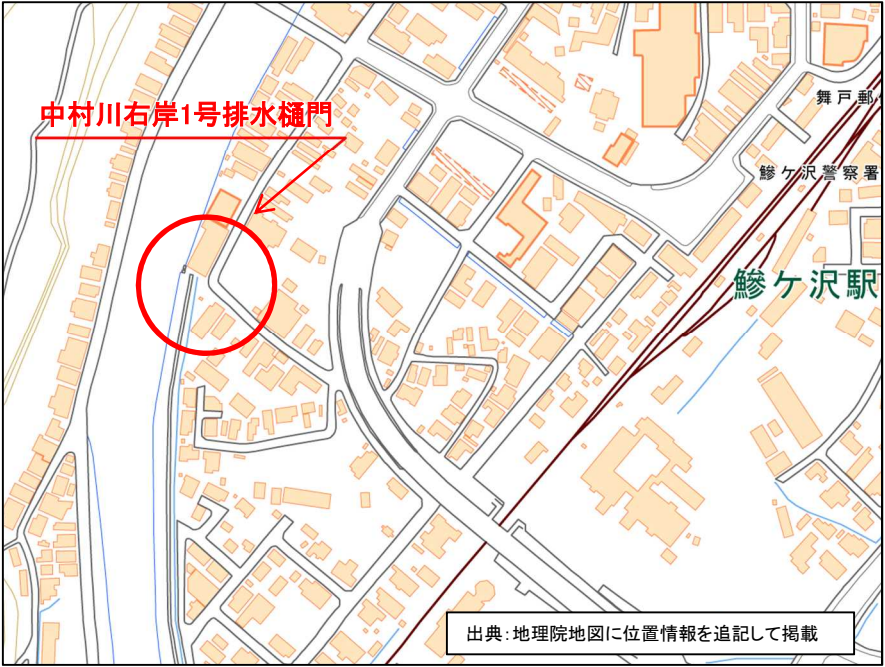 中村川右岸1号排水樋門
舞戸郵
鰺ケ沢警察署
鰺ケ沢駅
出典:地理院地図に位置情報を追記して掲載